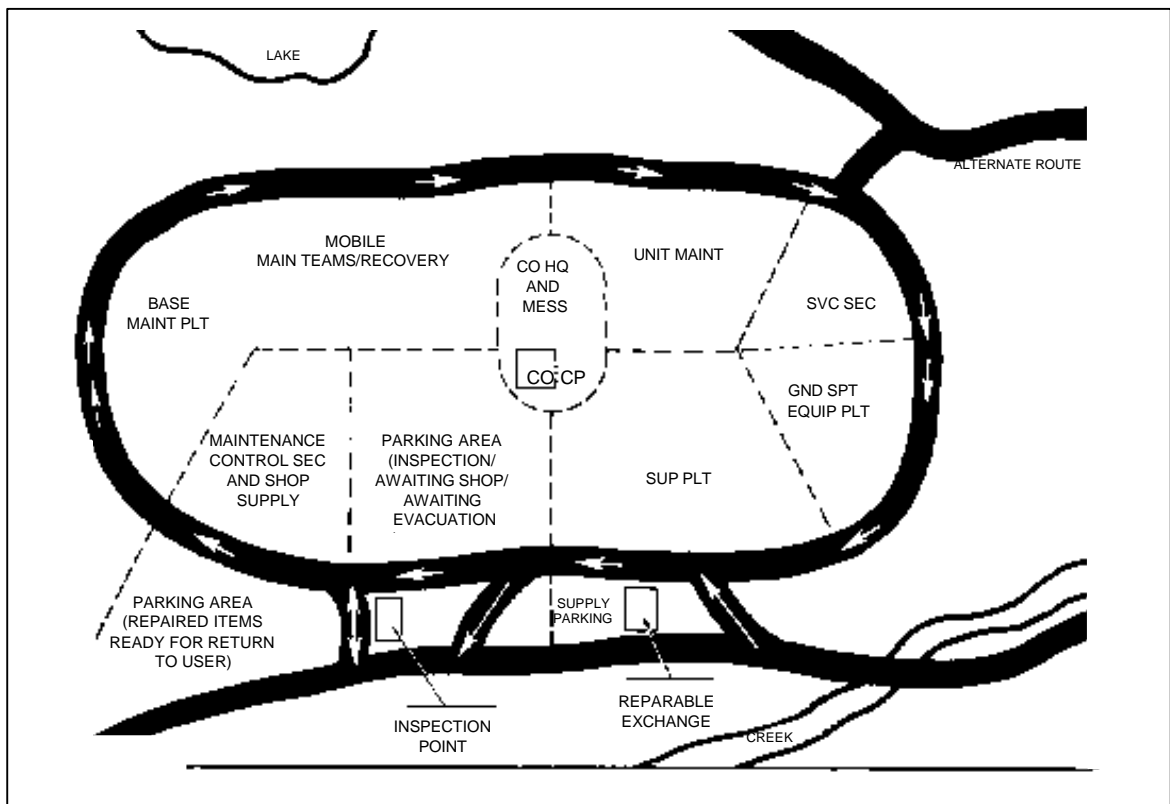 LAKE
ALTERNATE ROUTE
MOBILE
MAIN TEAMS/RECOVERY
CO HQ
AND
MESS
UNIT MAINT
BASE
MAINT PLT
SVC SEC
CO CP
GND SPT
EQUIP PLT
MAINTENANCE
CONTROL SEC
AND SHOP
SUPPLY
PARKING AREA
(INSPECTION/
AWAITING SHOP/
AWAITING
EVACUATION
SUP PLT
PARKING AREA
(REPAIRED ITEMS
READY FOR RETURN
TO USER)
SUPPLY
PARKING
INSPECTION
POINT
REPARABLE
EXCHANGE
CREEK